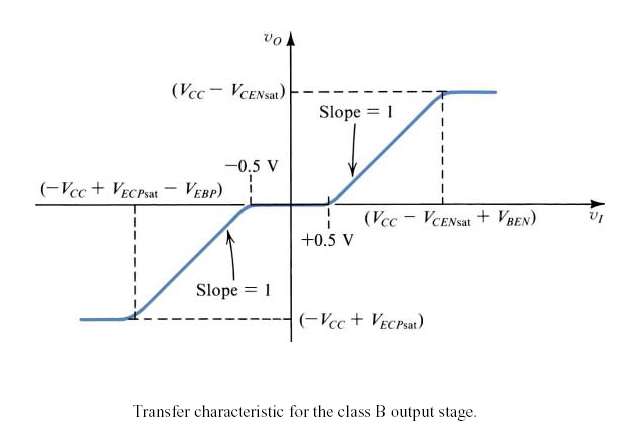 v_O
(V_CC − V_CENsat)
Slope = 1
−0.5 V
(−V_CC + V_ECPsat − V_EBP)
(V_CC − V_CENsat + V_BEN)
v_I
+0.5 V
Slope = 1
(−V_CC + V_ECPsat)
Transfer characteristic for the class B output stage.